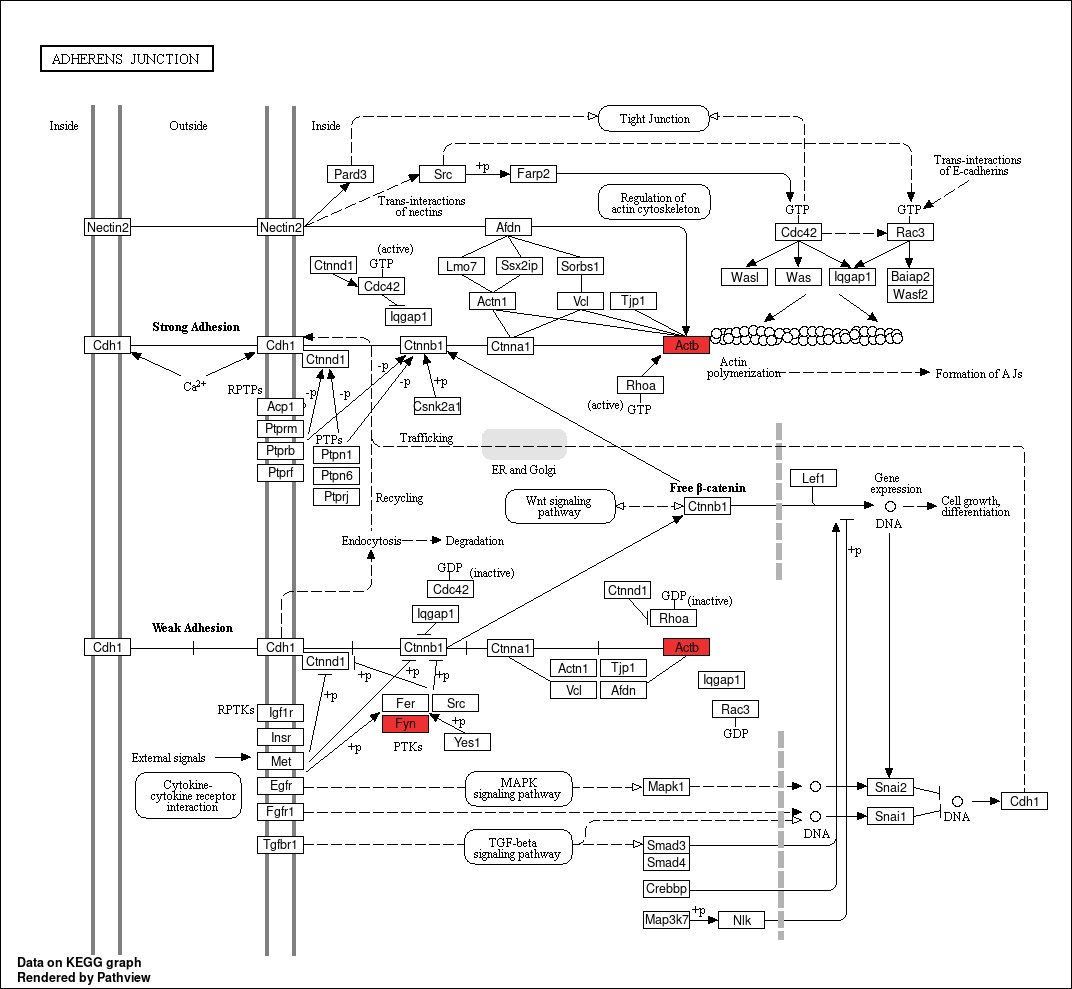 ADHERENS JUNCTION
Inside
Outside
Inside
Tight Junction
Pard3
Src
+p
Farp2
Trans-interactions
of E-cadherins
Trans-interactions
of nectins
Regulation of
actin cytoskeleton
GTP
GTP
Nectin2
Nectin2
Afdn
Cdc42
Rac3
(active)
GTP
Ctnnd1
Cdc42
Iqgap1
Lmo7
Ssx2ip
Sorbs1
Wasl
Was
Iqgap1
Baiap2
Wasf2
Actn1
Vcl
Tjp1
Strong Adhesion
Cdh1
Cdh1
Ctnnd1
Ctnnb1
Ctnna1
Actb
Actin
polymerization
Formation of AJs
Ca2+
RPTPs
-p
-p
-p
-p
+p
Rhoa
(active)
GTP
Acp1
Ptprm
Ptprb
Ptprf
Csnk2a1
PTPs
Ptpn1
Ptpn6
Ptprj
Trafficking
ER and Golgi
Recycling
Free β-catenin
Ctnnb1
Wnt signaling
pathway
Lef1
Gene
expression
DNA
Cell growth,
differentiation
+p
Endocytosis
Degradation
GDP
(inactive)
Cdc42
Iqgap1
Ctnnd1
GDP
(inactive)
Rhoa
Weak Adhesion
Cdh1
Cdh1
Ctnnd1
Ctnnb1
Ctnna1
Actb
Actn1
Tjp1
Vcl
Afdn
Iqgap1
Rac3
GDP
+p
+p
+p
+p
+p
+p
Fer
Src
Fyn
Yes1
PTKs
RPTKs
Igf1r
Insr
Met
Egfr
Fgfr1
Tgfbr1
External signals
Cytokine-
cytokine receptor
interaction
MAPK
signaling pathway
Mapk1
TGF-beta
signaling pathway
Smad3
Smad4
Crebbp
Map3k7
+p
Nlk
DNA
Snai2
Snai1
DNA
Cdh1
Data on KEGG graph
Rendered by Pathview